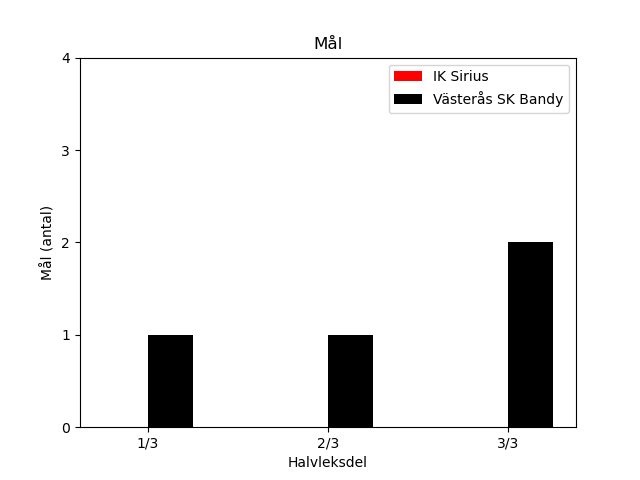 Mål
IK Sirius
Västerås SK Bandy
4
3
2
1
0
Mål (antal)
1/3 2/3 3/3
Halvleksdel